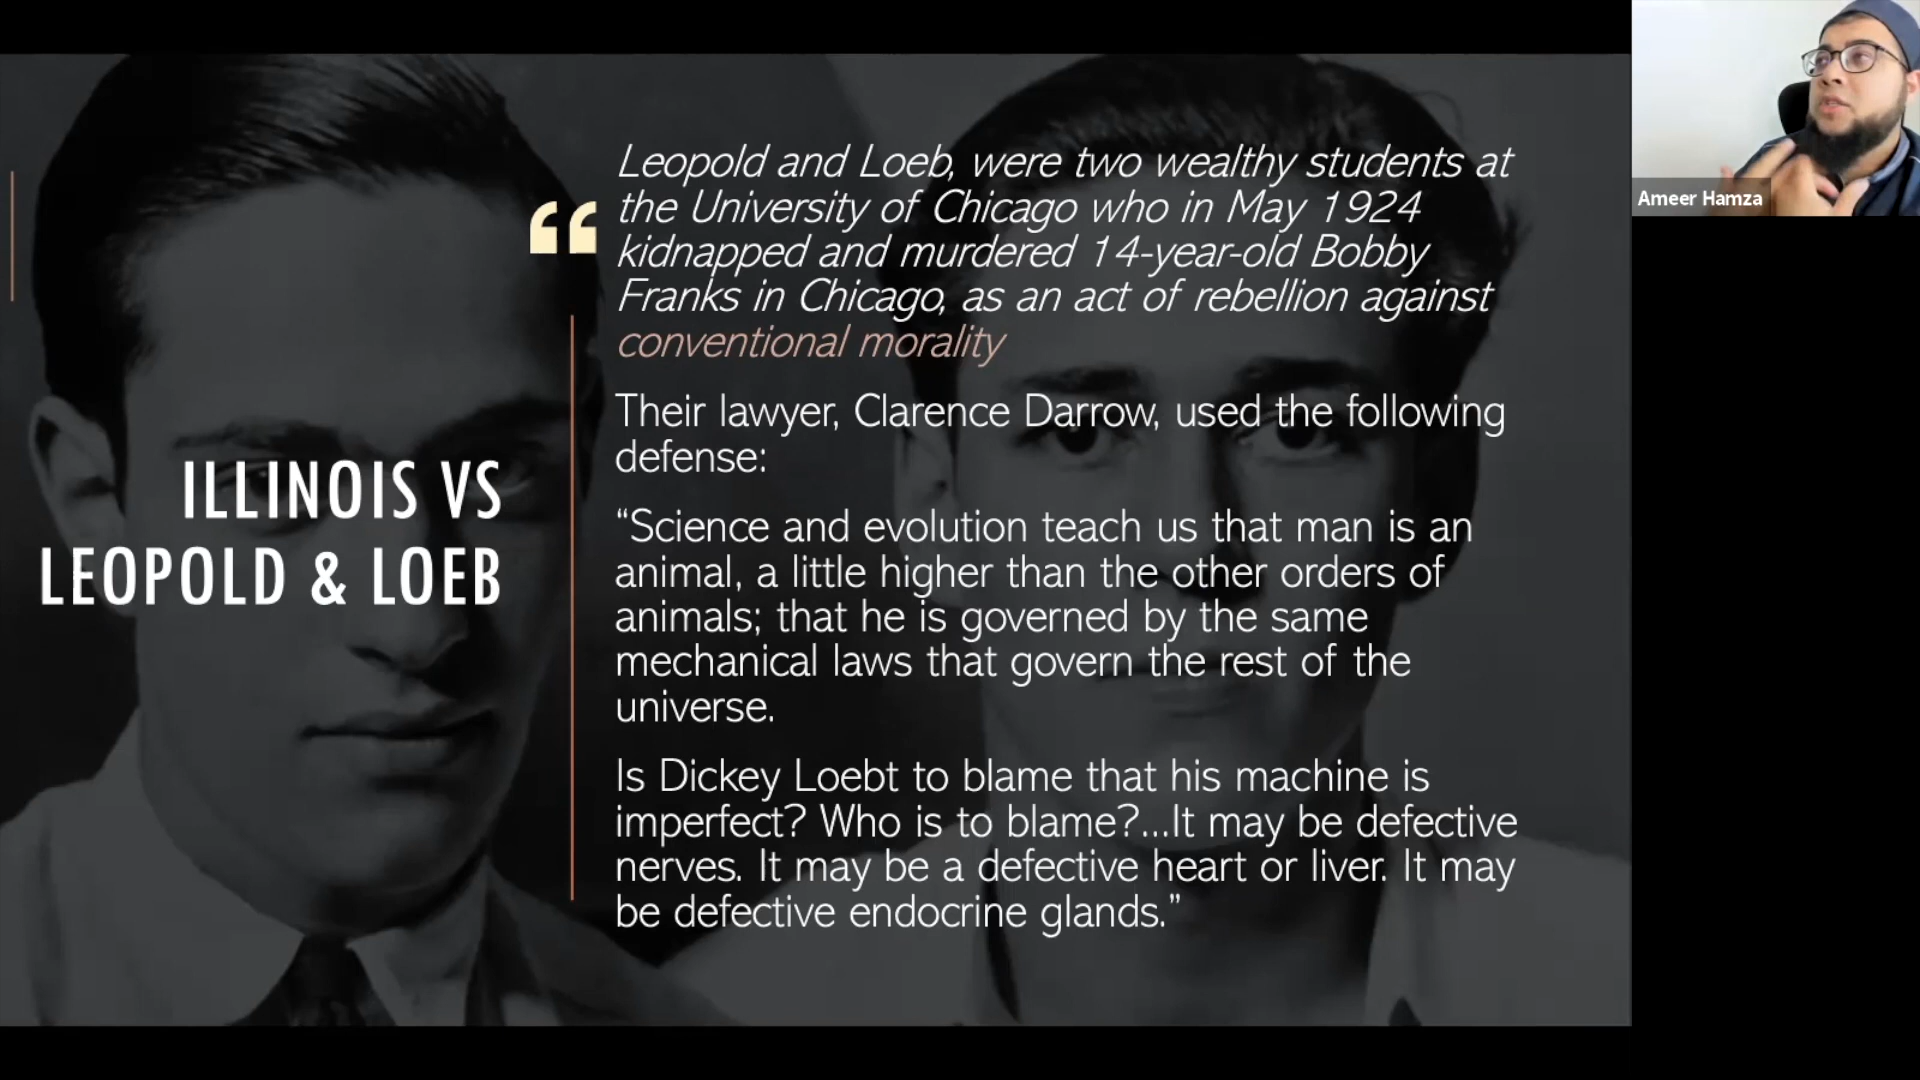 ILLINOIS VS
LEOPOLD & LOEB
“
Leopold and Loeb, were two wealthy students at
the University of Chicago who in May 1924
kidnapped and murdered 14-year-old Bobby
Franks in Chicago, as an act of rebellion against
conventional morality
Their lawyer, Clarence Darrow, used the following
defense:
“Science and evolution teach us that man is an
animal, a little higher than the other orders of
animals; that he is governed by the same
mechanical laws that govern the rest of the
universe.
Is Dickey Loebt to blame that his machine is
imperfect? Who is to blame?...It may be defective
nerves. It may be a defective heart or liver. It may
be defective endocrine glands.”
Ameer Hamza